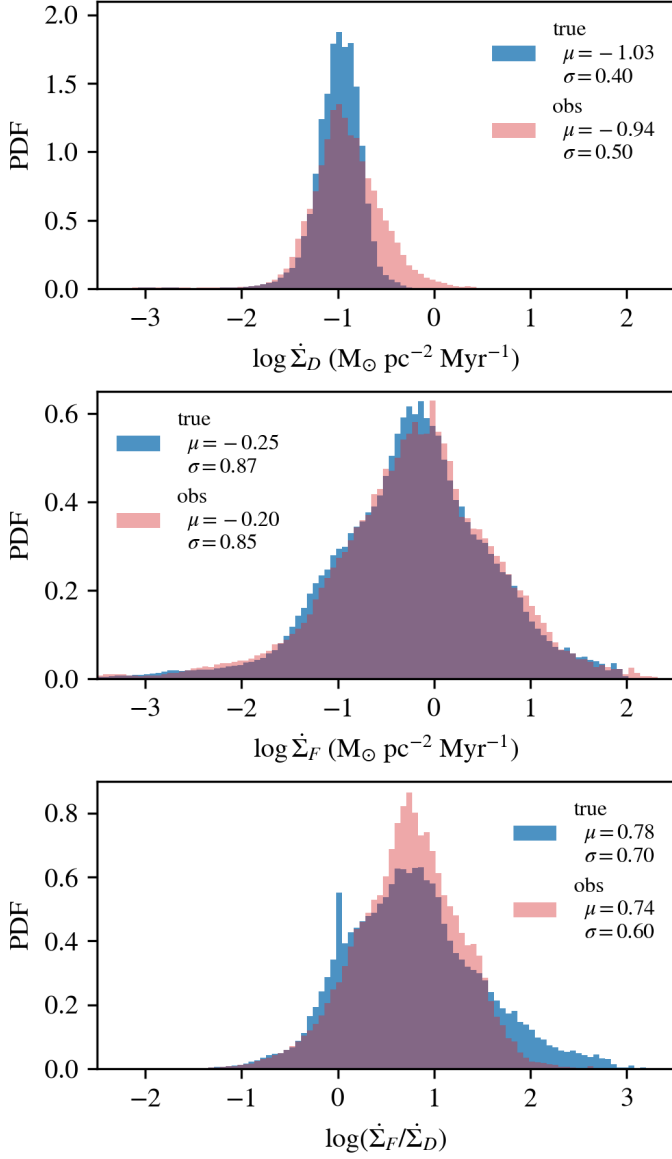 2.0
1.5
1.0
0.5
0.0
PDF
true
μ = −1.03
σ = 0.40
obs
μ = −0.94
σ = 0.50
−3 −2 −1 0 1 2
log Σ̇_D (M_⊙ pc⁻² Myr⁻¹)
0.6
0.4
0.2
0.0
PDF
true
μ = −0.25
σ = 0.87
obs
μ = −0.20
σ = 0.85
−3 −2 −1 0 1 2
log Σ̇_F (M_⊙ pc⁻² Myr⁻¹)
0.8
0.6
0.4
0.2
0.0
PDF
true
μ = 0.78
σ = 0.70
obs
μ = 0.74
σ = 0.60
−2 −1 0 1 2 3
log(Σ̇_F/Σ̇_D)